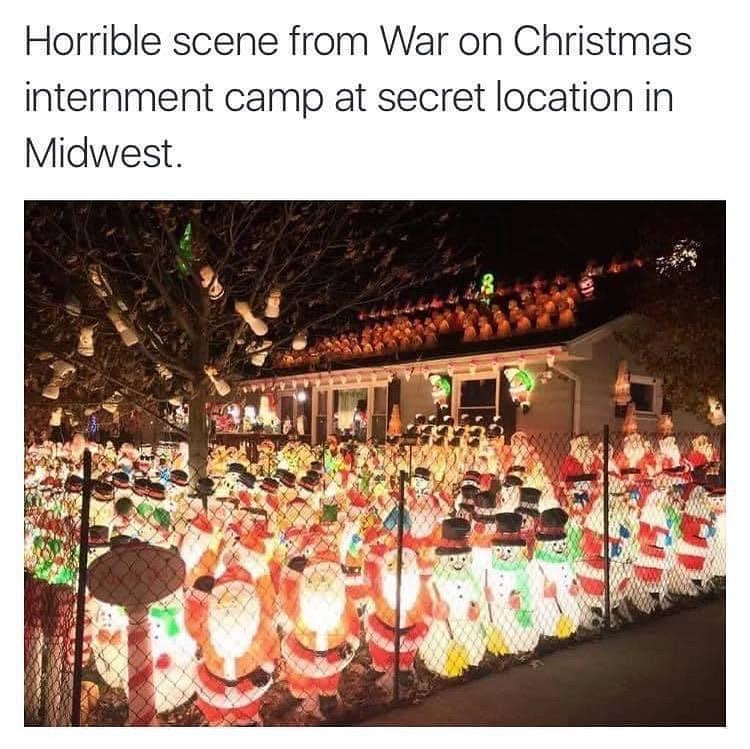 Horrible scene from War on Christmas
internment camp at secret location in
Midwest.